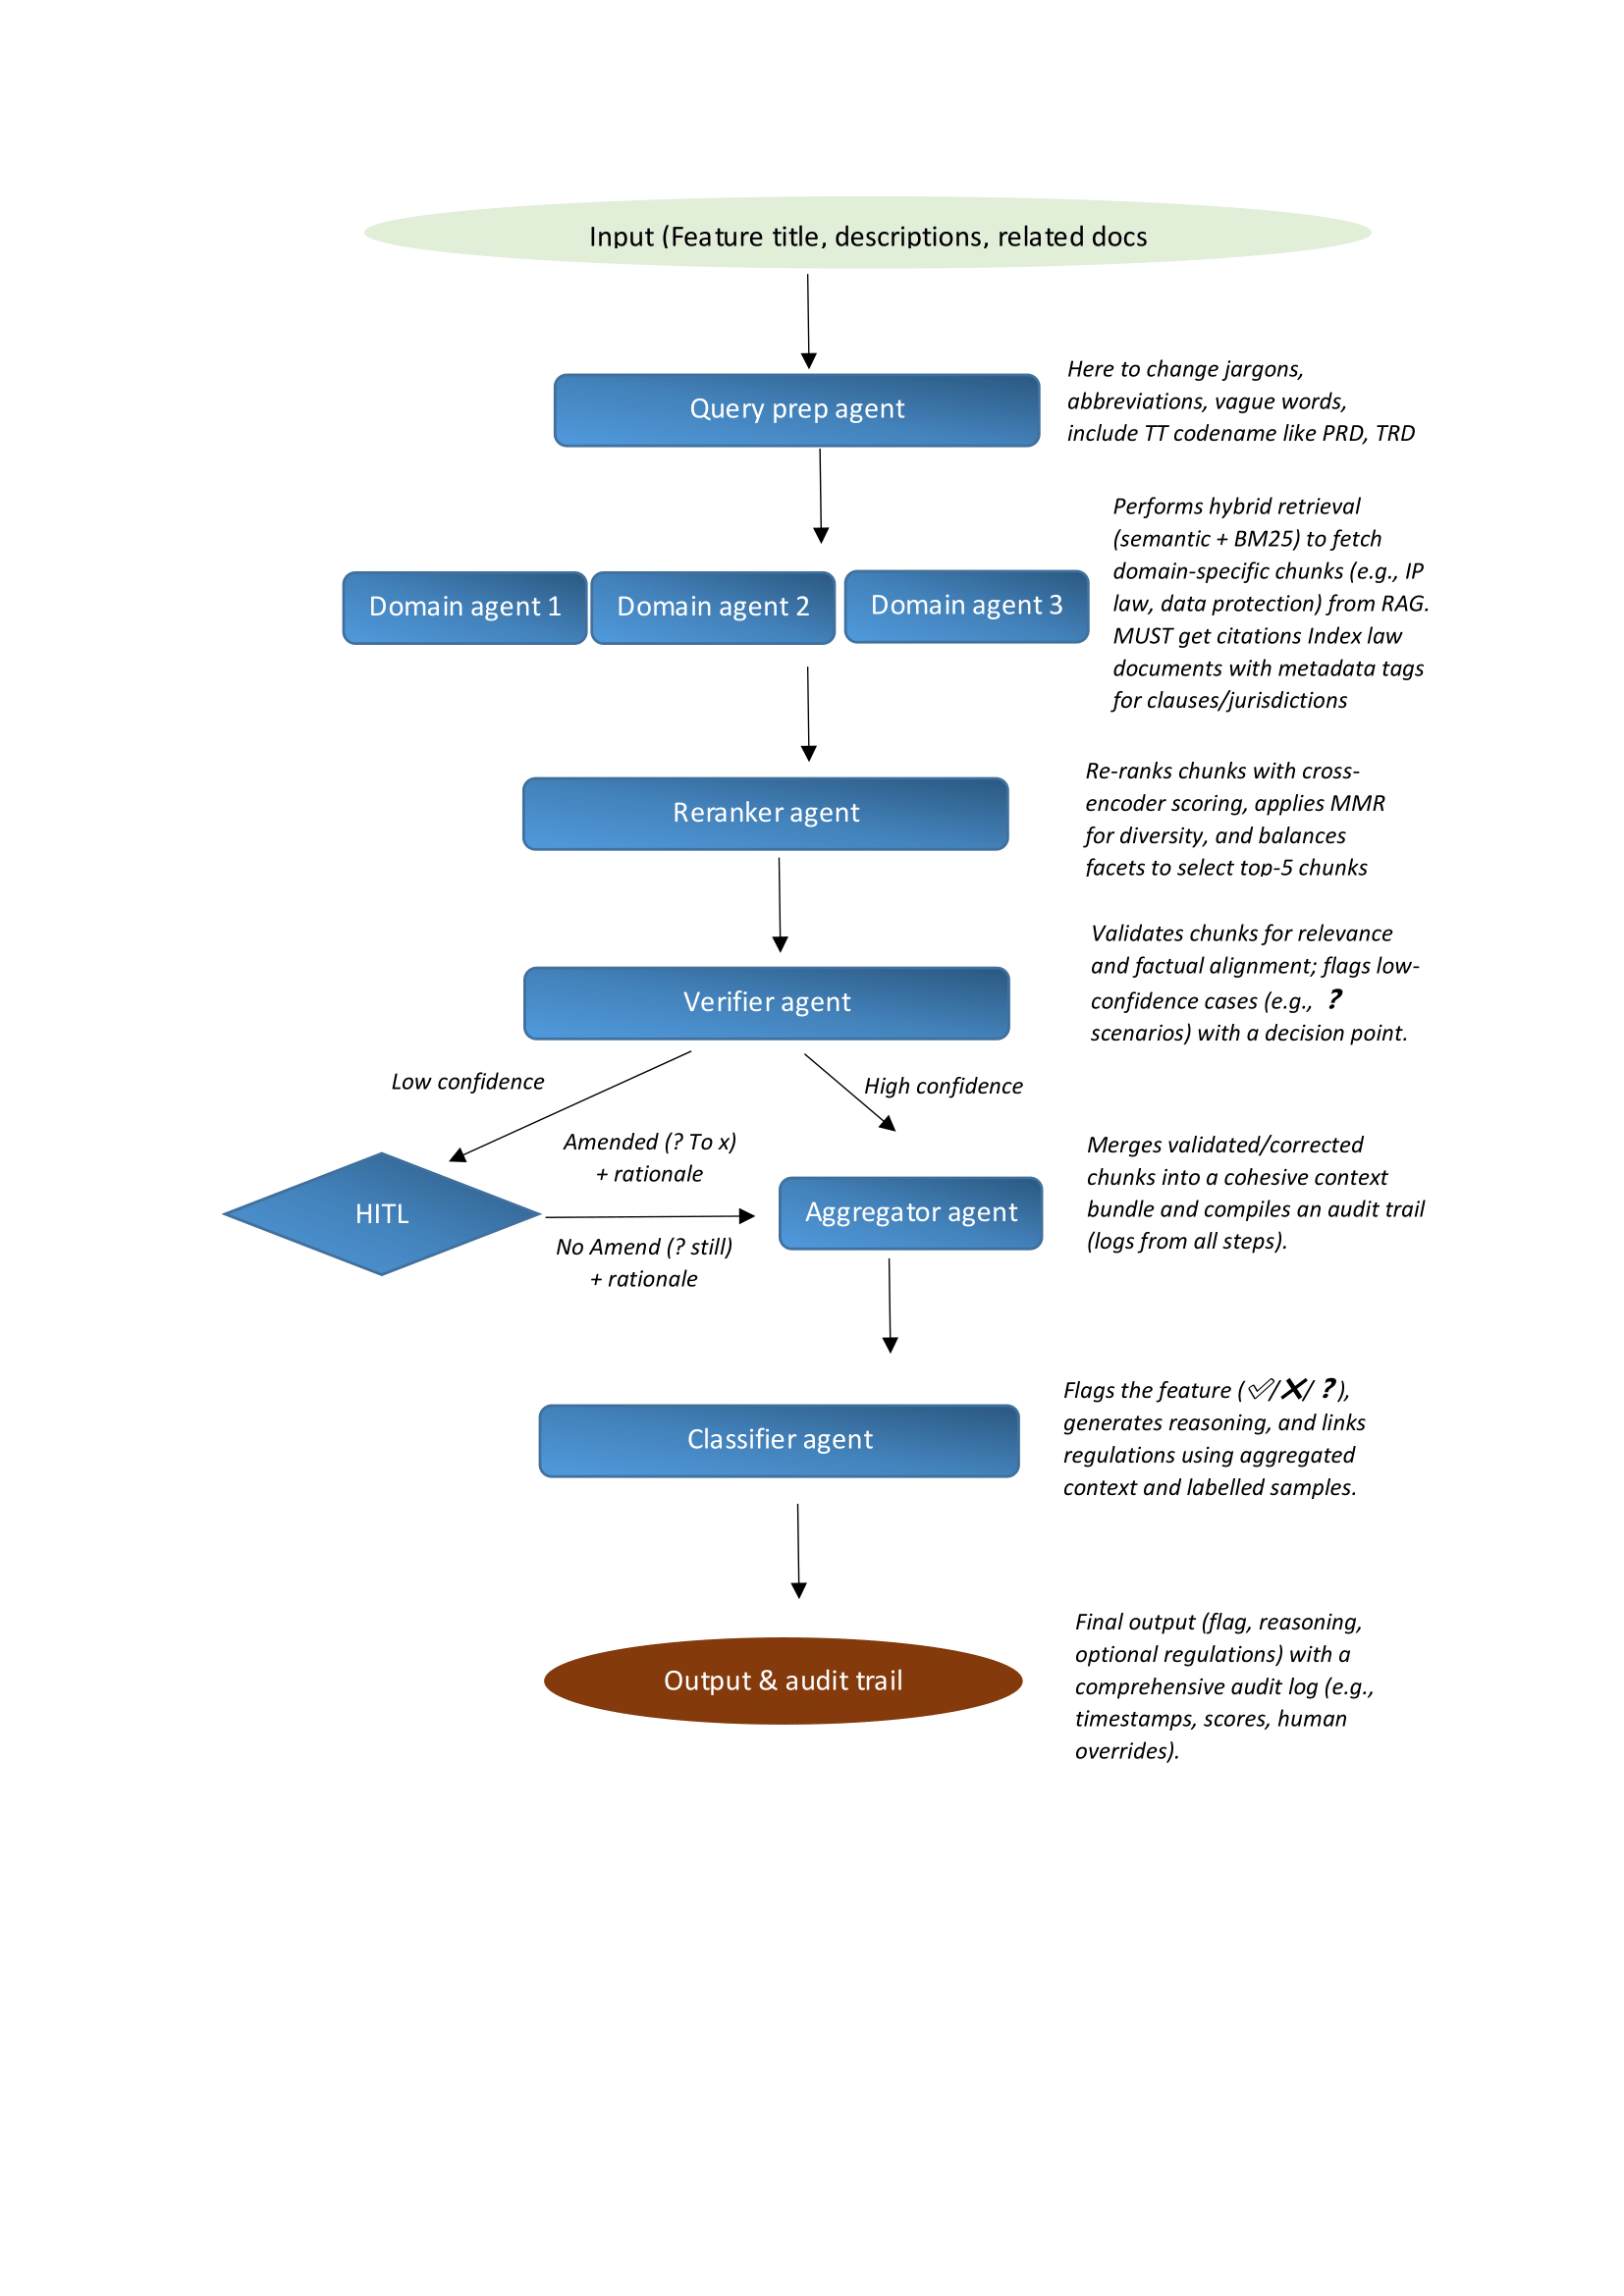 Input (Feature title, descriptions, related docs
Query prep agent
Here to change jargons,
abbreviations, vague words,
include TT codename like PRD, TRD
Domain agent 1
Domain agent 2
Domain agent 3
Performs hybrid retrieval
(semantic + BM25) to fetch
domain-specific chunks (e.g., IP
law, data protection) from RAG.
MUST get citations Index law
documents with metadata tags
for clauses/jurisdictions
Reranker agent
Re-ranks chunks with cross-
encoder scoring, applies MMR
for diversity, and balances
facets to select top-5 chunks
Verifier agent
Validates chunks for relevance
and factual alignment; flags low-
confidence cases (e.g., ❓
scenarios) with a decision point.
Low confidence
High confidence
HITL
Amended (? To x)
+ rationale
No Amend (? still)
+ rationale
Aggregator agent
Merges validated/corrected
chunks into a cohesive context
bundle and compiles an audit trail
(logs from all steps).
Classifier agent
Flags the feature (✅/❌/❓),
generates reasoning, and links
regulations using aggregated
context and labelled samples.
Output & audit trail
Final output (flag, reasoning,
optional regulations) with a
comprehensive audit log (e.g.,
timestamps, scores, human
overrides).